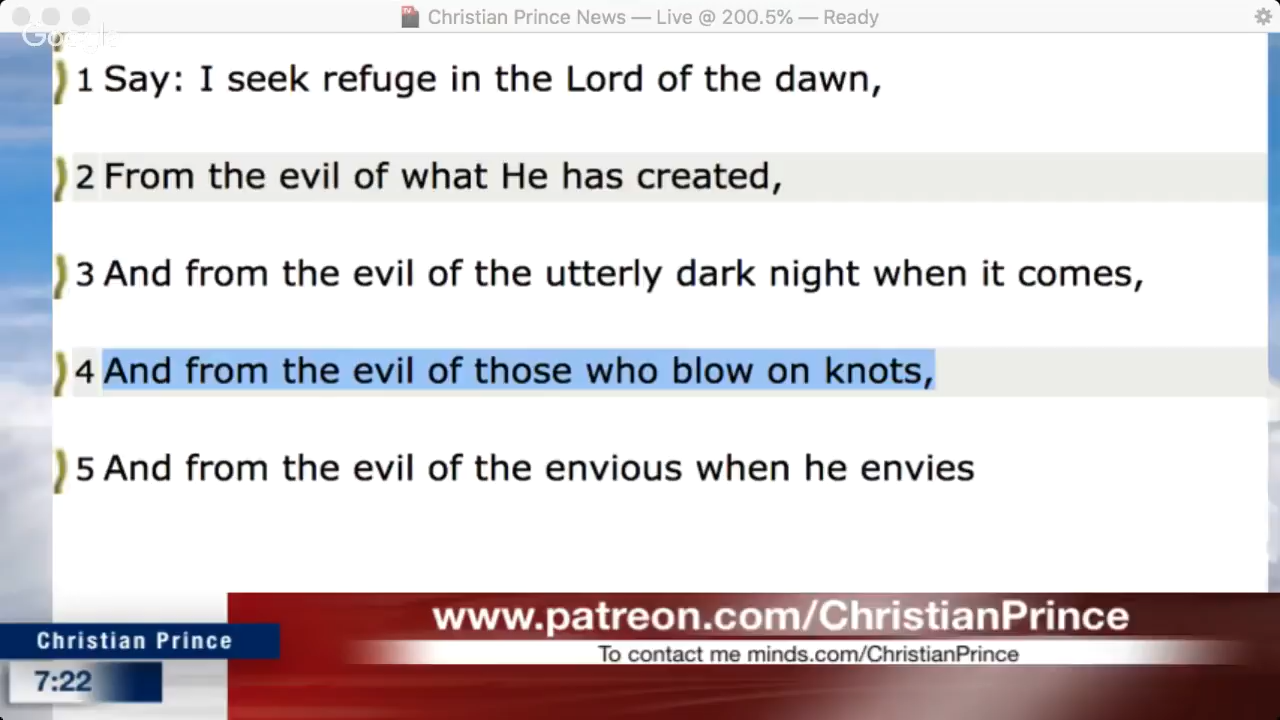 Christian Prince News — Live @ 200.5% — Ready
Google
1 Say: I seek refuge in the Lord of the dawn,
2 From the evil of what He has created,
3 And from the evil of the utterly dark night when it comes,
4 And from the evil of those who blow on knots,
5 And from the evil of the envious when he envies
www.patreon.com/ChristianPrince
Christian Prince
To contact me minds.com/ChristianPrince
7:22